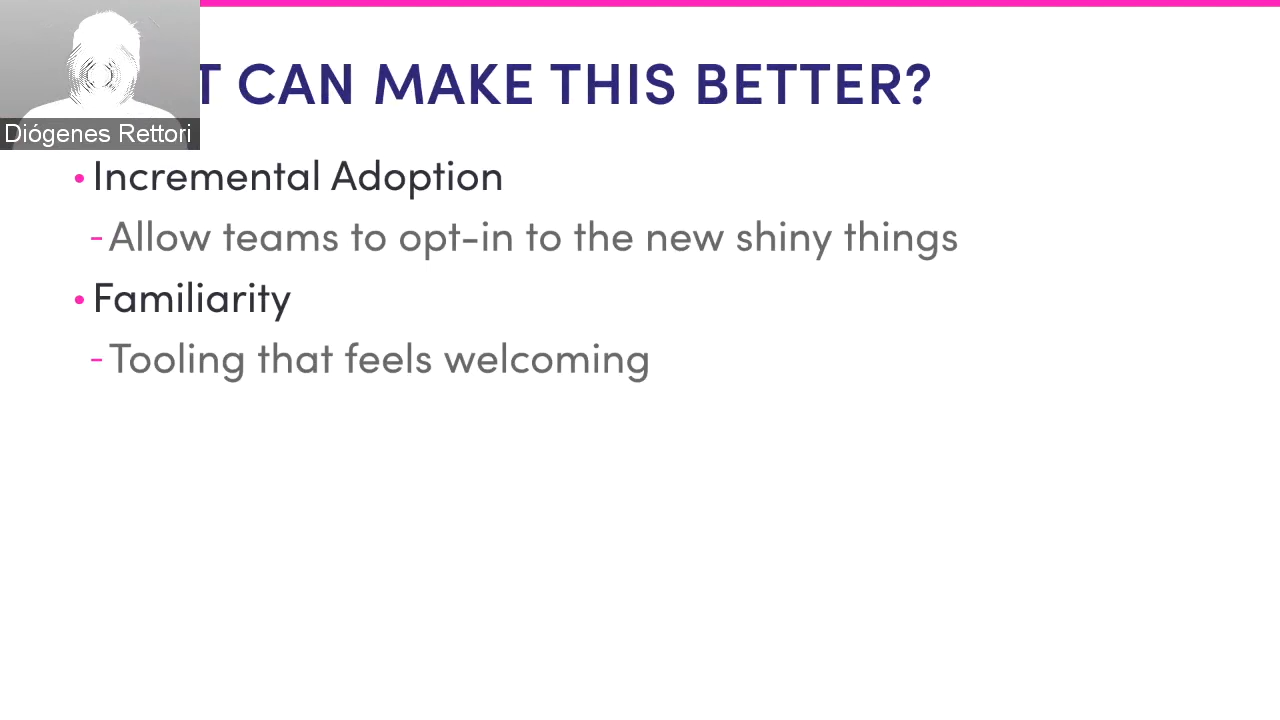 T CAN MAKE THIS BETTER?
Diógenes Rettori
• Incremental Adoption
- Allow teams to opt-in to the new shiny things
• Familiarity
- Tooling that feels welcoming